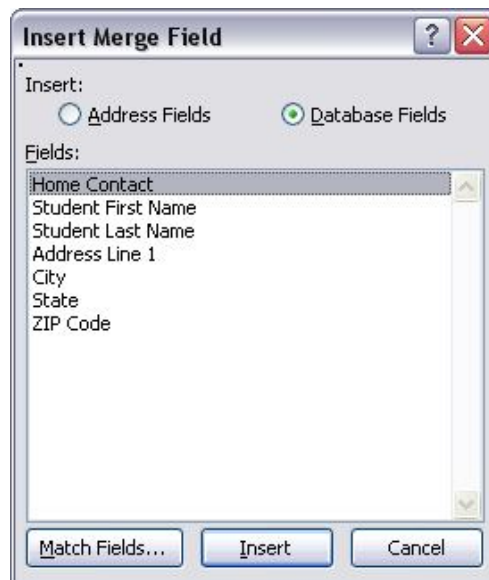 Insert Merge Field
?
Insert:
Address Fields Database Fields
Fields:
Home Contact
Student First Name
Student Last Name
Address Line 1
City
State
ZIP Code
Match Fields... Insert Cancel